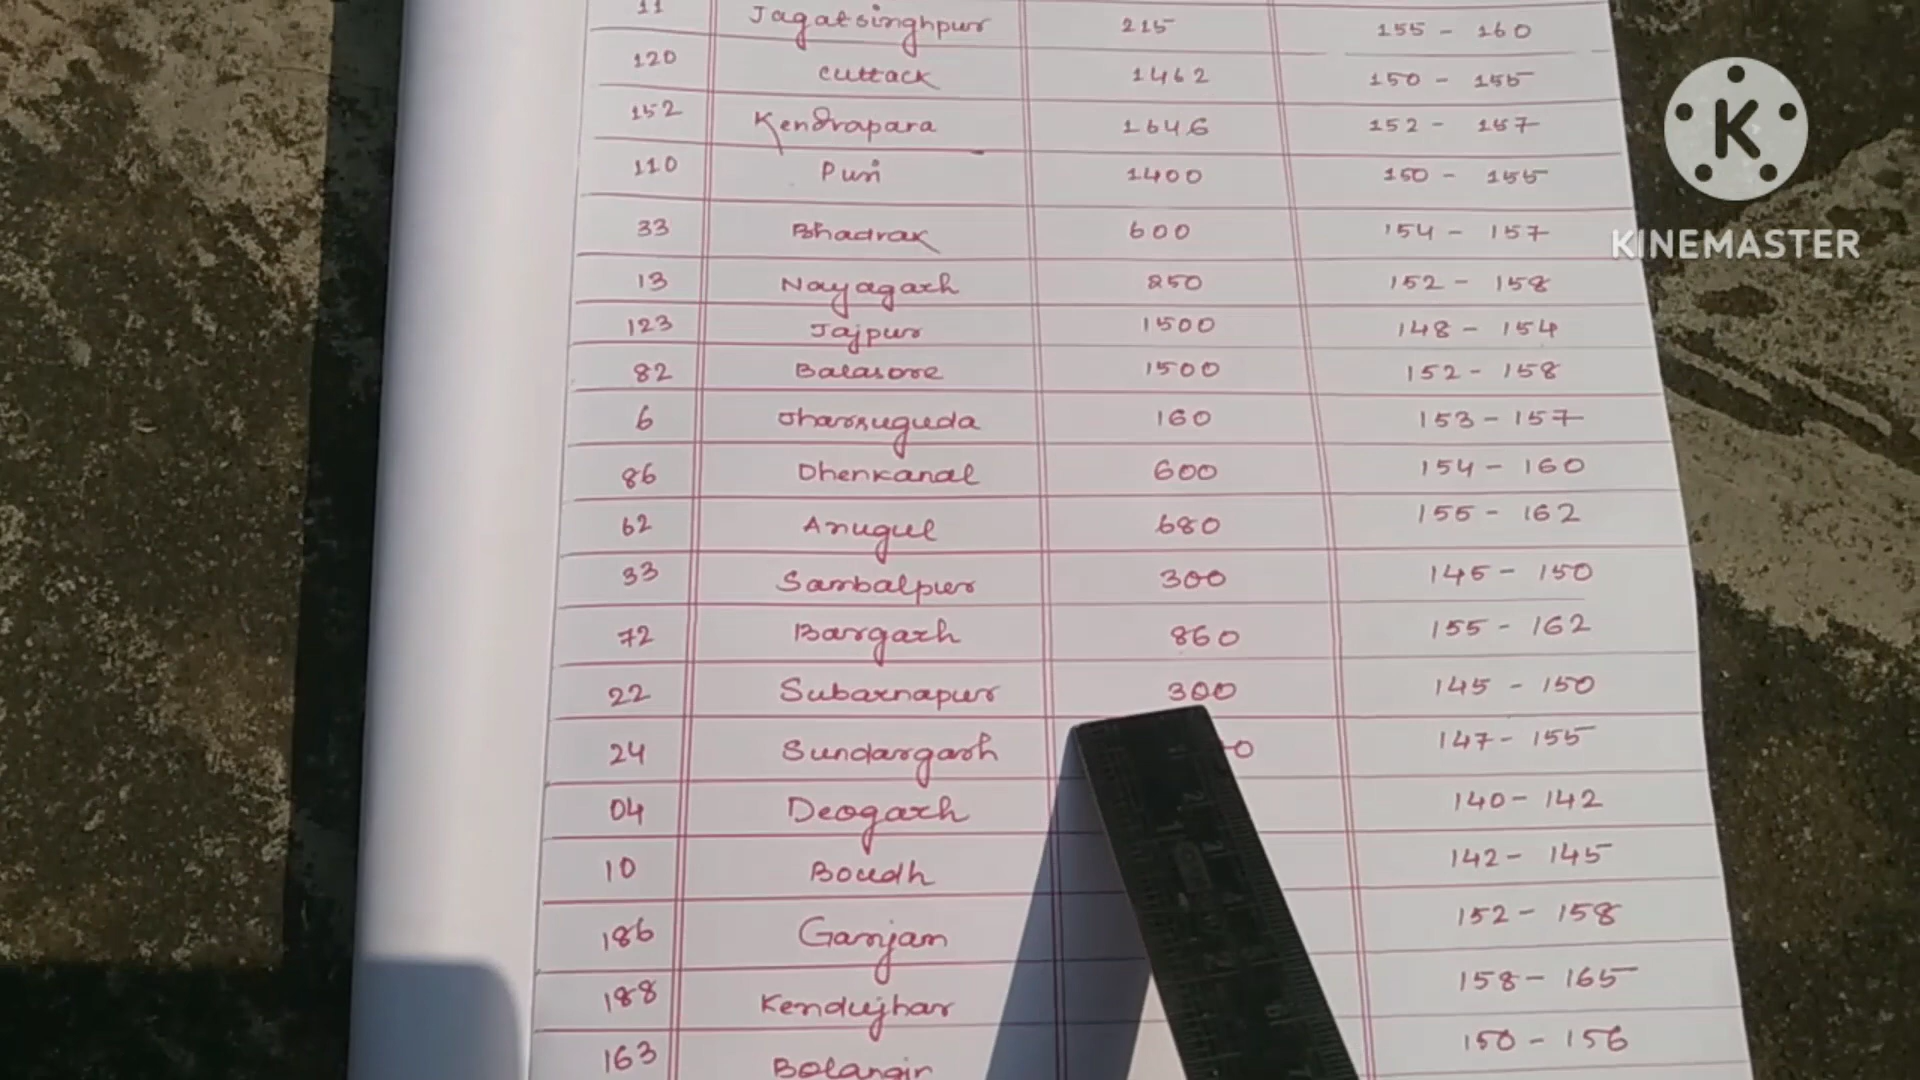 11 Jagatsinghpur 215 155 - 160
120 Cuttack 1462 150 - 155
152 Kendrapara 1646 152 - 157
110 Puri 1400 150 - 155
33 Bhadrak 600 154 - 157
13 Nayagarh 250 152 - 158
123 Jajpur 1500 148 - 154
82 Balasore 1500 152 - 158
6 Jharsuguda 160 153 - 157
86 Dhenkanal 600 154 - 160
62 Anugul 680 155 - 162
33 Sambalpur 300 145 - 150
72 Bargarh 860 155 - 162
22 Subarnapur 300 145 - 150
24 Sundargarh 147 - 155
04 Deogarh 140 - 142
10 Boudh 142 - 145
186 Ganjam 152 - 158
188 Kendujhar 158 - 165
163 Bolangir 150 - 156
K
KINEMASTER